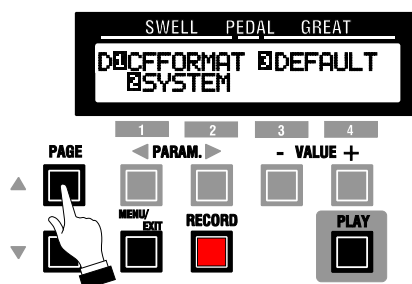 SWELL PEDAL GREAT
D1CFFORMAT 3DEFAULT
2SYSTEM
1 2 3 4
PAGE PARAM. - VALUE +
MENU/
EXIT RECORD PLAY